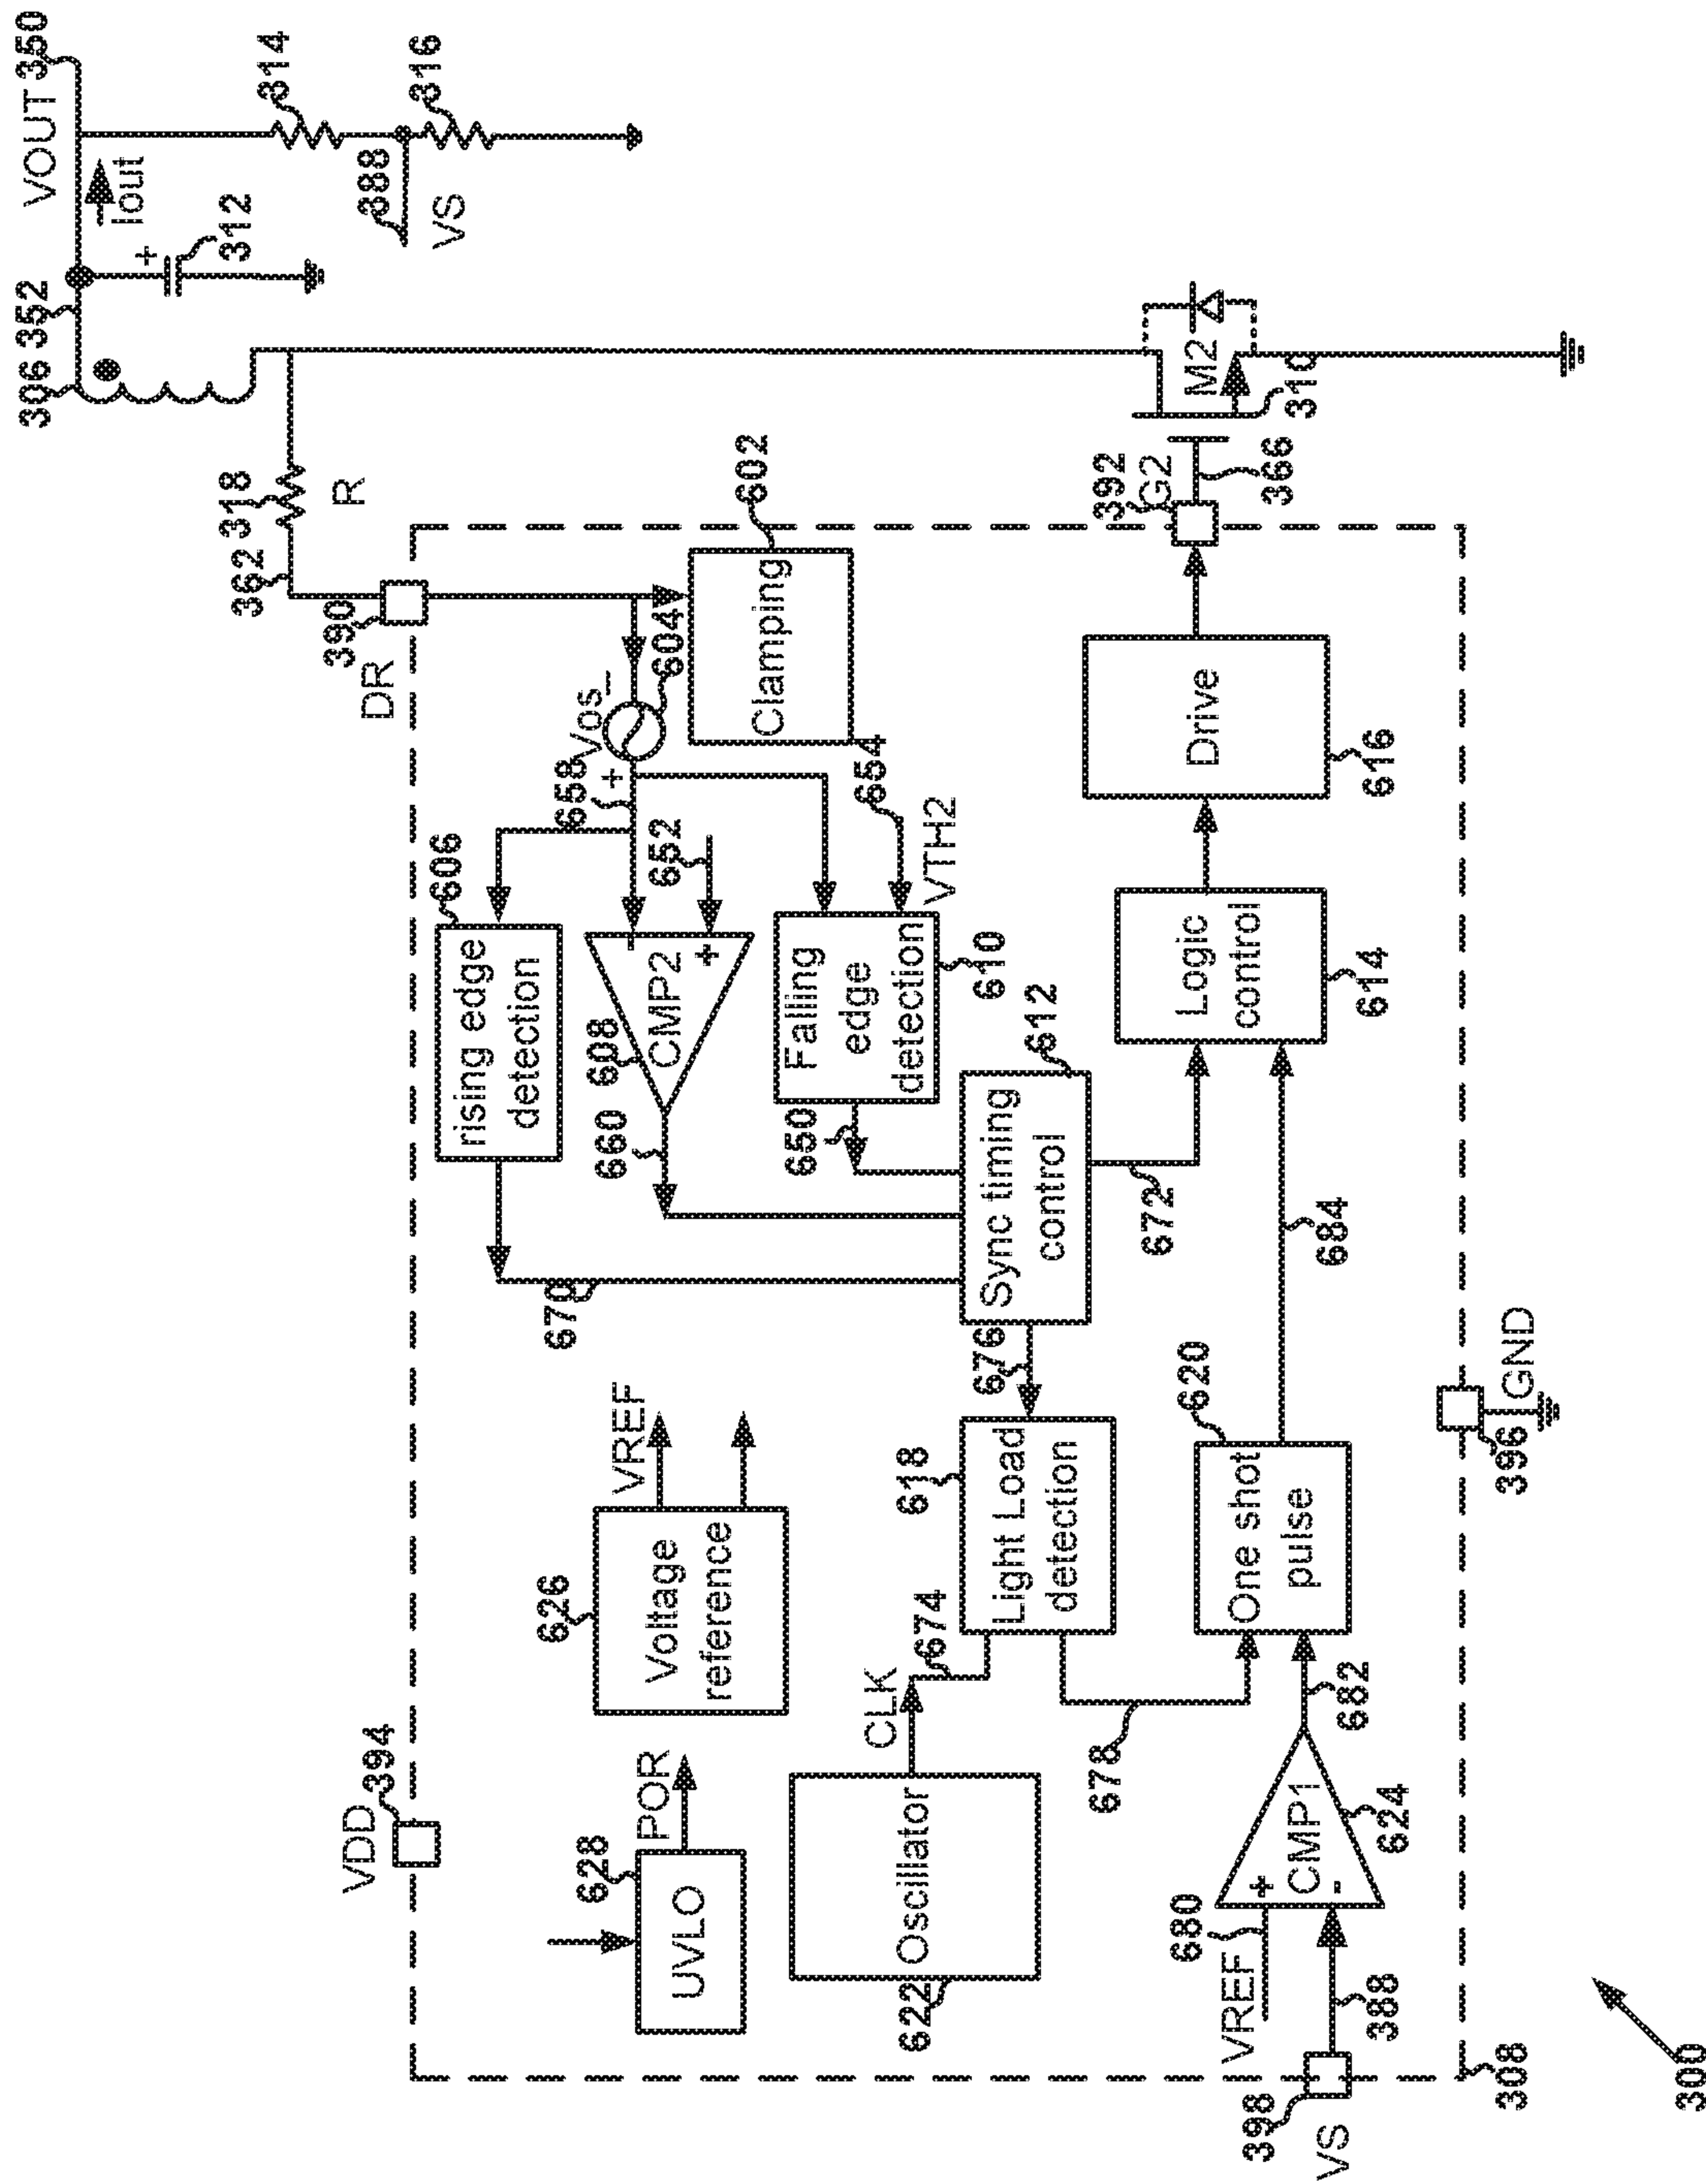 VOUT 350
306 352
Iout
+
312
314
388
VS
316
362 318
R
390
DR
602
Clamping
Vos
-
+
604
658
652
606
rising edge
detection
608
CMP2
-
+
660
654
VTH2
Falling
edge
detection
610
650
670
612
Sync timing
control
672
676
Logic
control
614
Drive
616
392
G2
366
M2
310
VDD 394
628
UVLO
POR
626
Voltage
reference
VREF
622
Oscillator
CLK
674
618
Light Load
detection
678
620
One shot
pulse
684
682
680
VREF
+
CMP1
-
624
388
398
VS
396
GND
308
300